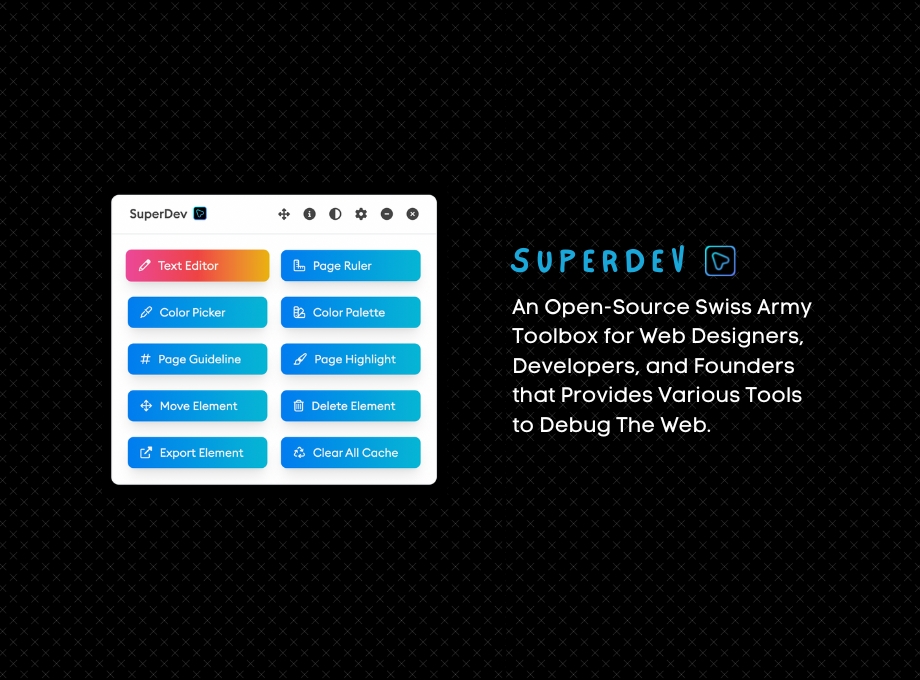 SuperDev
Text Editor
Page Ruler
Color Picker
Color Palette
# Page Guideline
Page Highlight
Move Element
Delete Element
Export Element
Clear All Cache
SUPERDEV
An Open-Source Swiss Army
Toolbox for Web Designers,
Developers, and Founders
that Provides Various Tools
to Debug The Web.